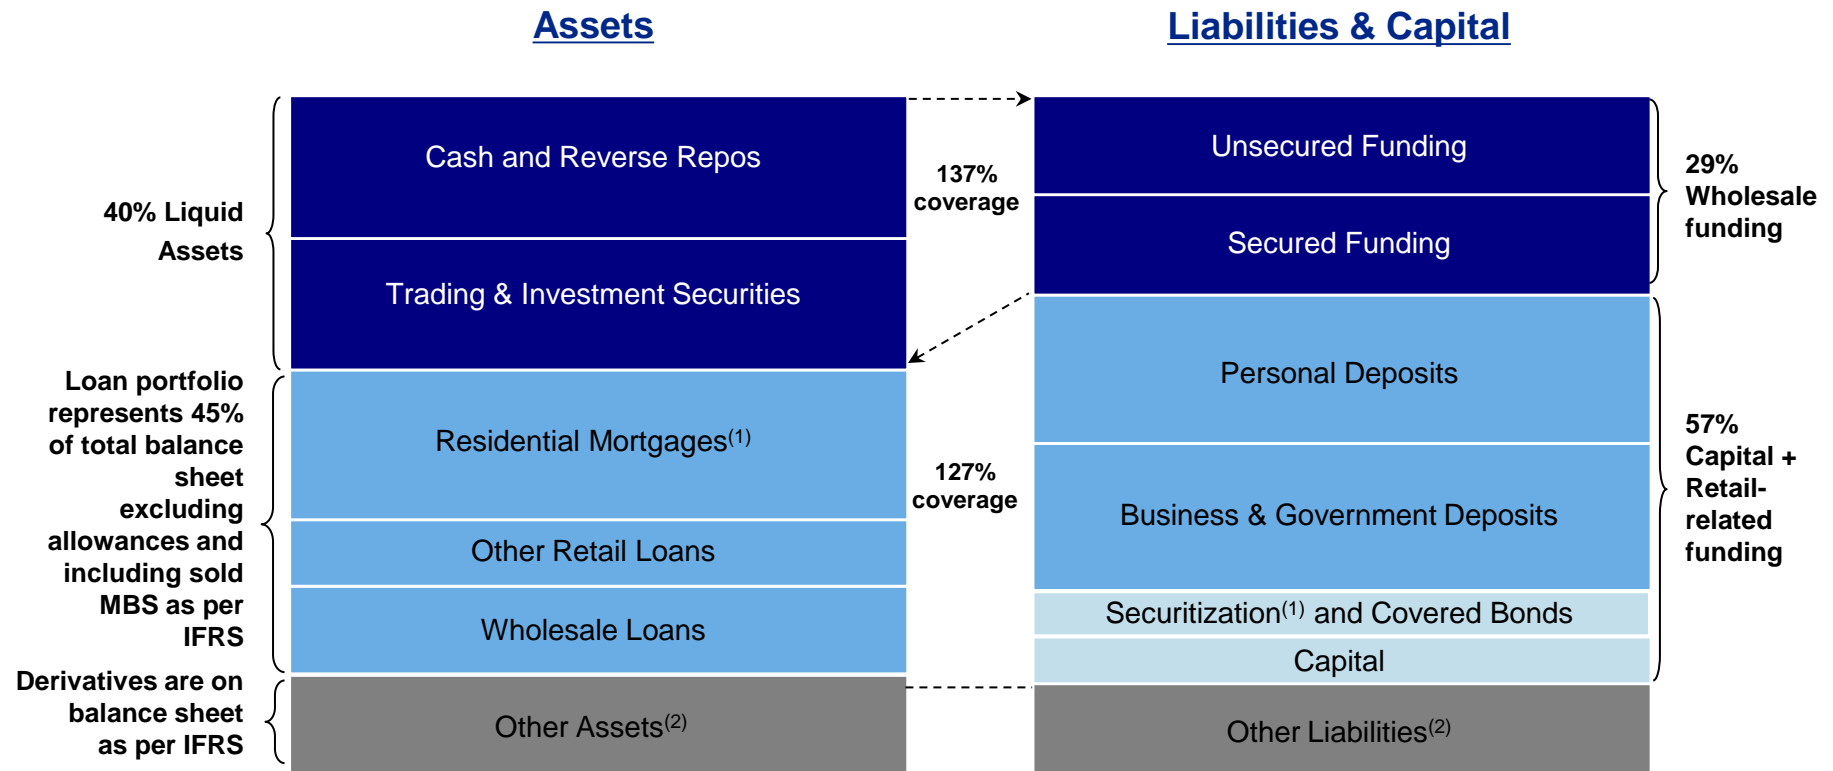 Assets
Liabilities & Capital
40% Liquid
Assets
Cash and Reverse Repos
Trading & Investment Securities
137%
coverage
Unsecured Funding
Secured Funding
29%
Wholesale
funding
Loan portfolio
represents 45%
of total balance
sheet
excluding
allowances and
including sold
MBS as per
IFRS
Residential Mortgages(1)
Other Retail Loans
Wholesale Loans
127%
coverage
Personal Deposits
Business & Government Deposits
Securitization(1) and Covered Bonds
Capital
57%
Capital +
Retail-
related
funding
Derivatives are on
balance sheet
as per IFRS
Other Assets(2)
Other Liabilities(2)